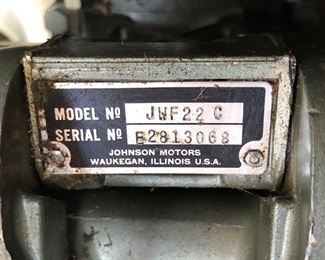 MODEL Nº JWF22 C
SERIAL Nº E2813068
JOHNSON MOTORS
WAUKEGAN, ILLINOIS U.S.A.